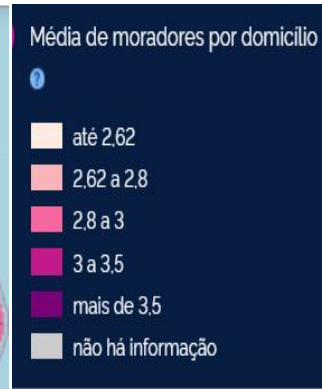 Média de moradores por domicílio
?
até 2,62
2,62 a 2,8
2,8 a 3
3 a 3,5
mais de 3,5
não há informação